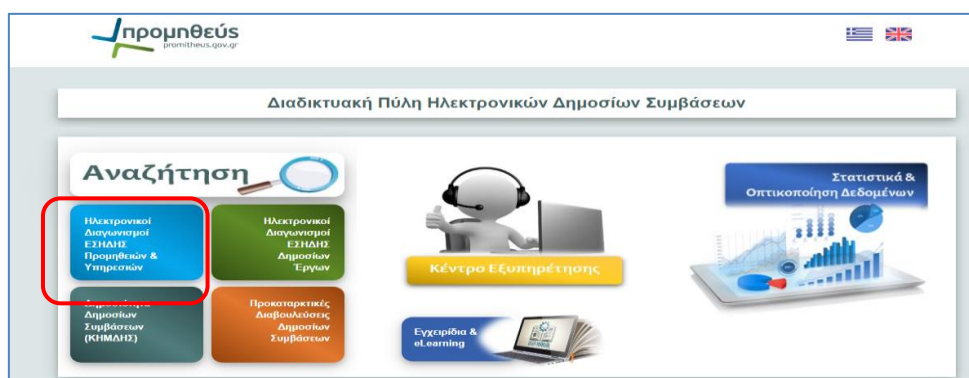 προμηθεύς
promitheus.gov.gr
Διαδικτυακή Πύλη Ηλεκτρονικών Δημοσίων Συμβάσεων
Αναζήτηση
Ηλεκτρονικοί
Διαγωνισμοί
ΕΣΗΔΗΣ
Προμηθειών &
Υπηρεσιών
Ηλεκτρονικοί
Διαγωνισμοί
ΕΣΗΔΗΣ
Δημοσίων
Έργων
Δημοσίων
Συμβάσεων
(ΚΗΜΔΗΣ)
Προκαταρκτικές
Διαβουλεύσεις
Δημοσίων
Συμβάσεων
Κέντρο Εξυπηρέτησης
Εγχειρίδια &
eLearning
Στατιστικά &
Οπτικοποίηση Δεδομένων